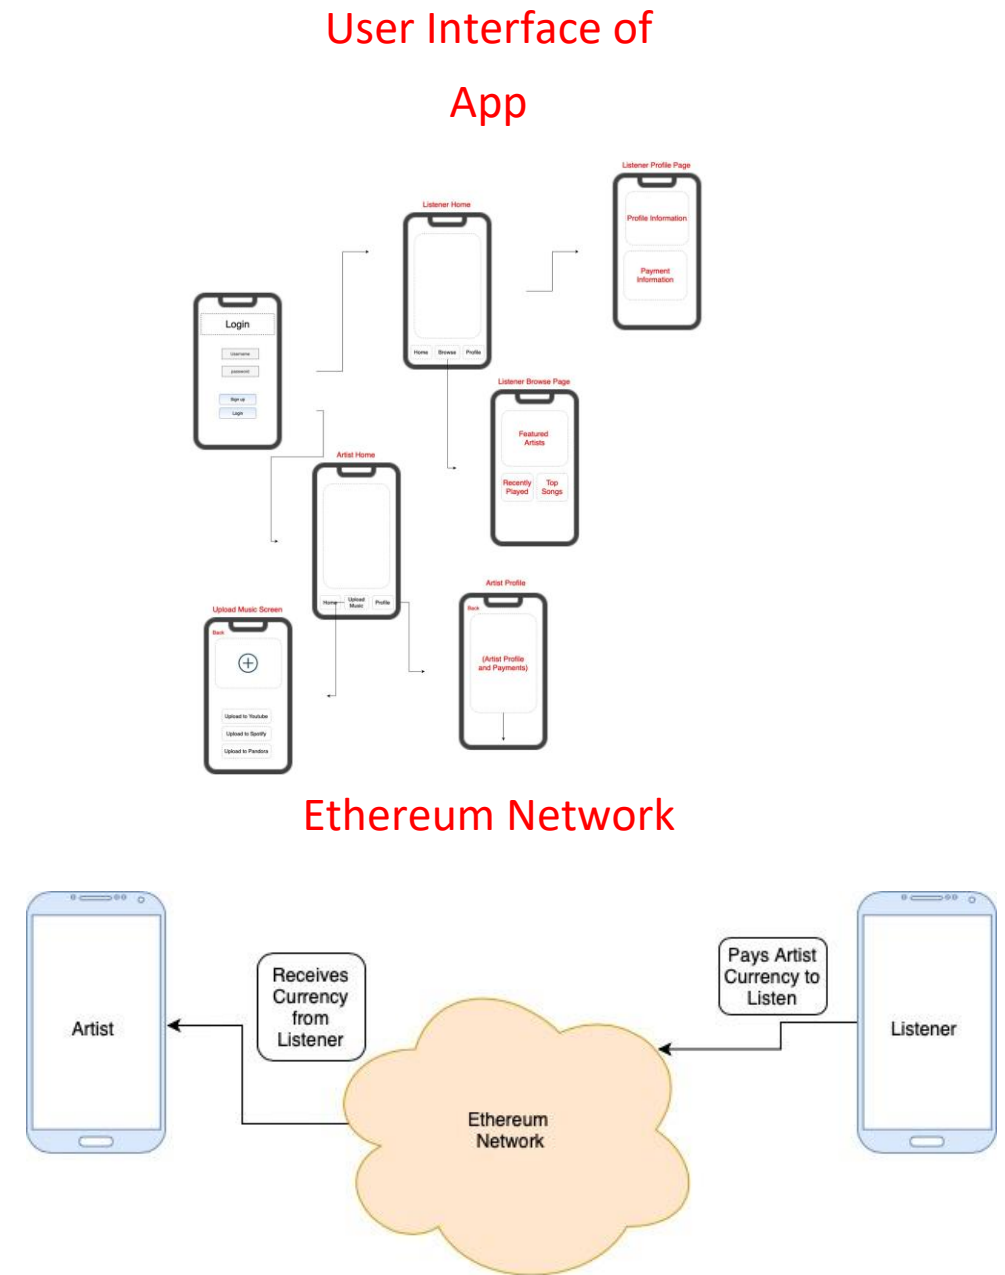 User Interface of
App
Listener Profile Page
Profile Information
Payment
Information
Listener Home
Home Browse Profile
Login
Username
password
Sign up
Login
Listener Browse Page
Featured
Artists
Recently
Played
Top
Songs
Artist Home
Home Upload
Music Profile
Upload Music Screen
Back
Upload to Youtube
Upload to Spotify
Upload to Pandora
Artist Profile
Back
(Artist Profile
and Payments)
Ethereum Network
Artist
Receives
Currency
from
Listener
Ethereum
Network
Pays Artist
Currency to
Listen
Listener